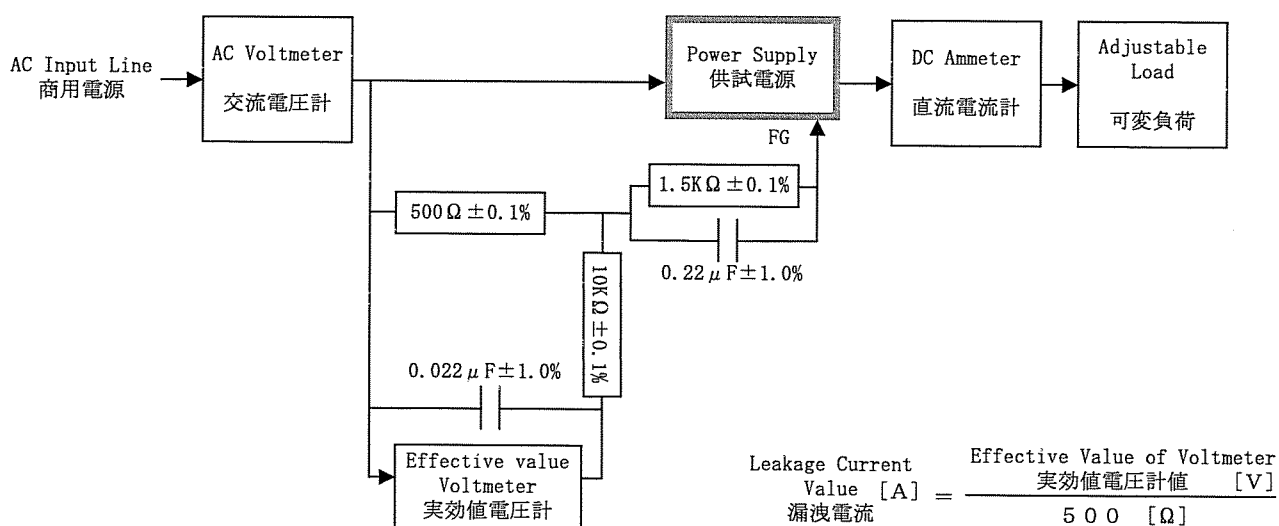 AC Input Line
商用電源
AC Voltmeter
交流電圧計
Power Supply
供試電源
FG
DC Ammeter
直流電流計
Adjustable
Load
可変負荷
500Ω±0.1%
1.5KΩ±0.1%
0.22μF±1.0%
10KΩ±0.1%
0.022μF±1.0%
Effective value
Voltmeter
実効値電圧計
Leakage Current
Value [A] =
漏洩電流
Effective Value of Voltmeter
実効値電圧計値 [V]
500 [Ω]